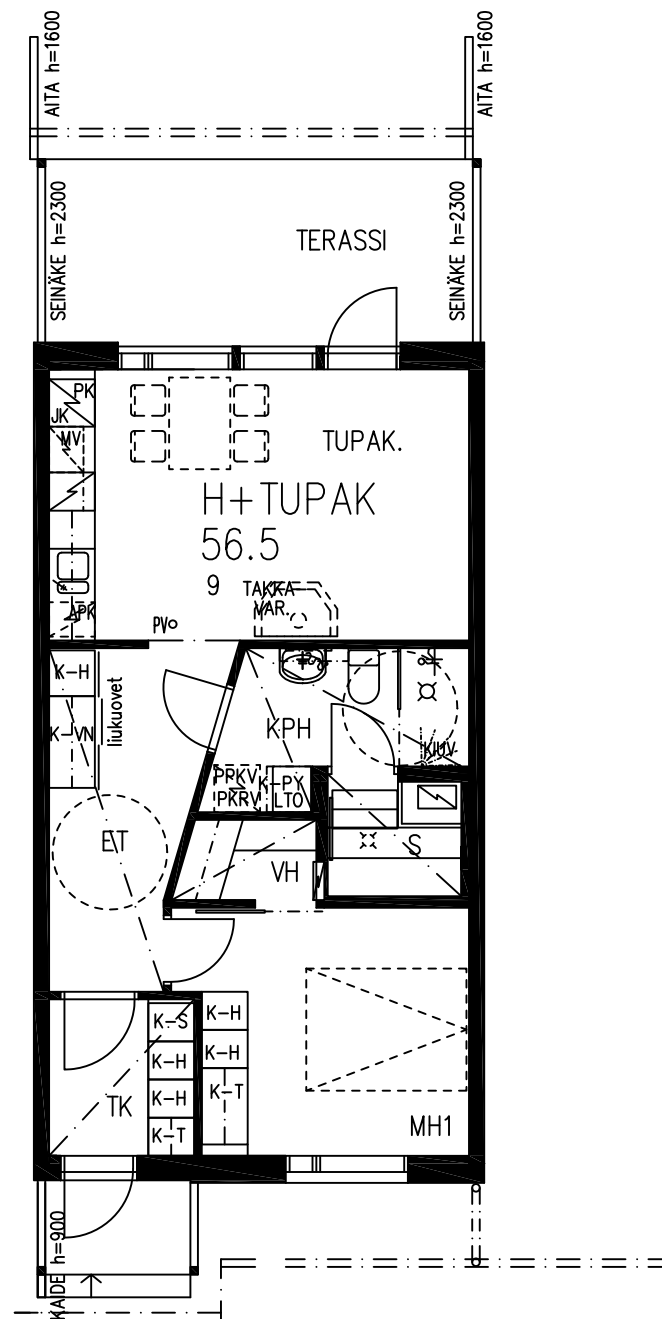 AITA h=1600
AITA h=1600
SEINÄKE h=2300
TERASSI
SEINÄKE h=2300
PK
JK
MV
TUPAK.
H+TUPAK
56.5
9
TAKKA
VAR.
APK
PV
K-H
K-VN
liukuovet
KPH
KIUV
PRKV
PKRV
K-PY
LTO
ET
VH
S
K-S
K-H
K-H
K-T
TK
K-H
K-H
K-T
MH1
KAIDE h=900